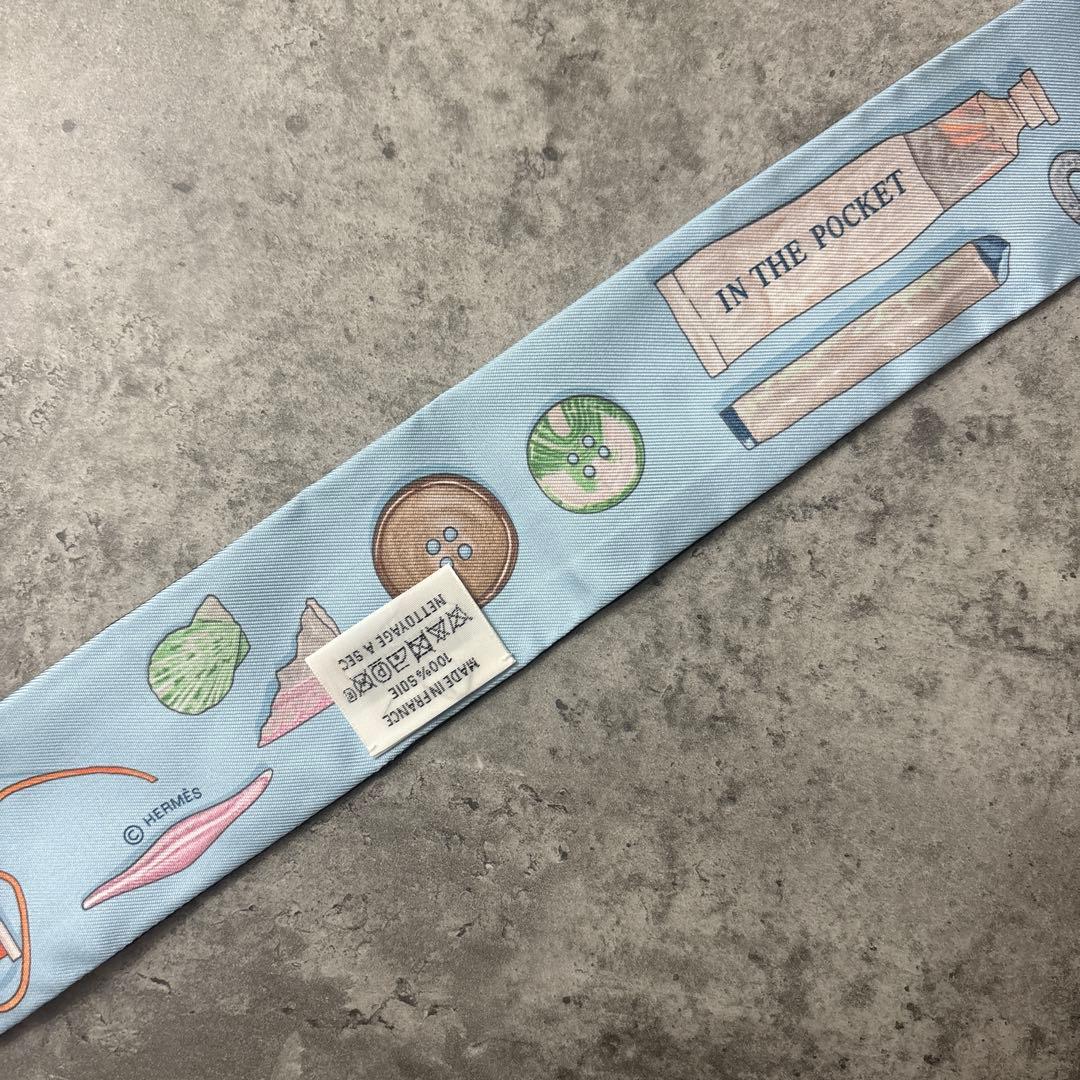 IN THE POCKET
MADE IN FRANCE
100% SOIE
NETTOYAGE A SEC
© HERMÈS